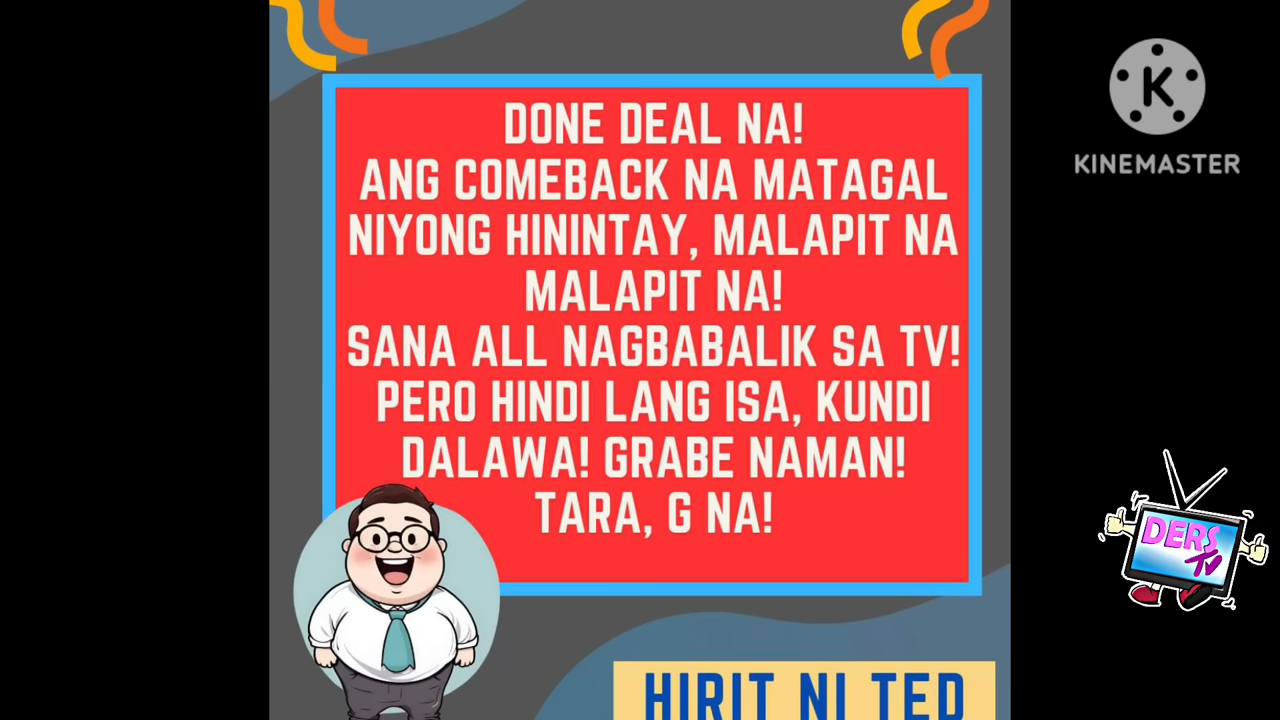 DONE DEAL NA!
ANG COMEBACK NA MATAGAL
NIYONG HININTAY, MALAPIT NA
MALAPIT NA!
SANA ALL NAGBABALIK SA TV!
PERO HINDI LANG ISA, KUNDI
DALAWA! GRABE NAMAN!
TARA, G NA!
HIRIT NI TED
K
KINEMASTER
DERS
TV